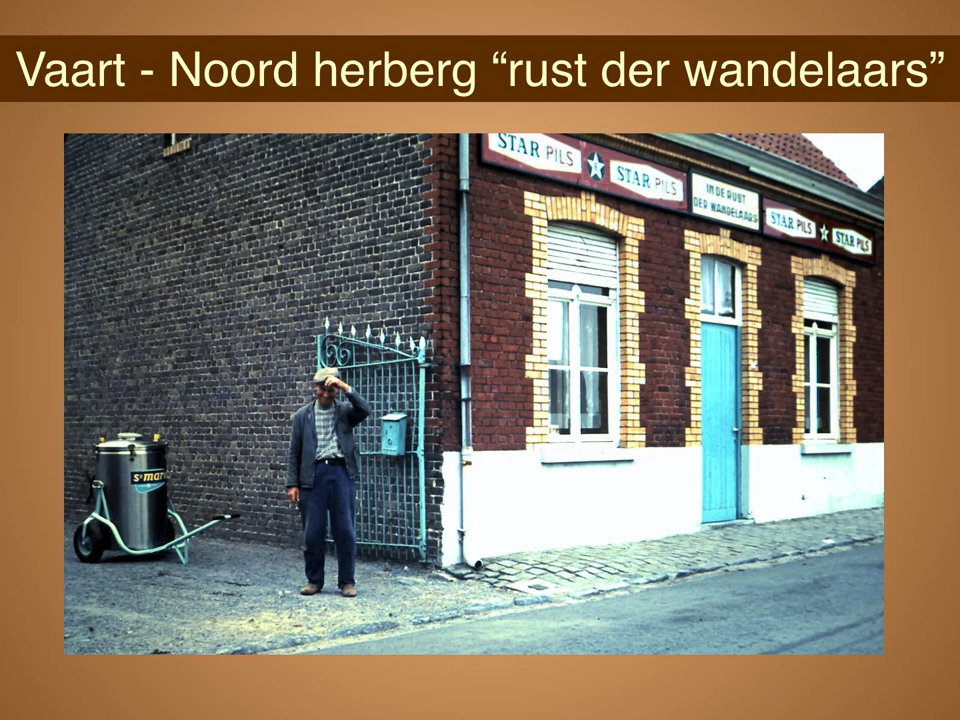 Vaart - Noord herberg “rust der wandelaars”
STAR PILS
STAR PILS
IN DE RUST
DER WANDELAARS
STAR PILS
STAR PILS